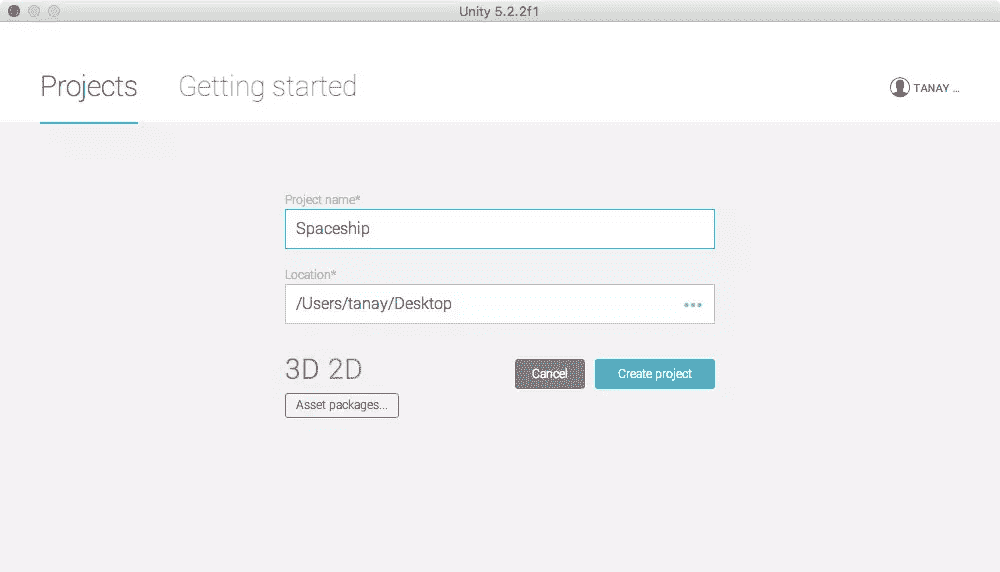 Unity 5.2.2f1
Projects Getting started TANAY ...
Project name*
Spaceship
Location*
/Users/tanay/Desktop •••
3D 2D Cancel Create project
Asset packages...